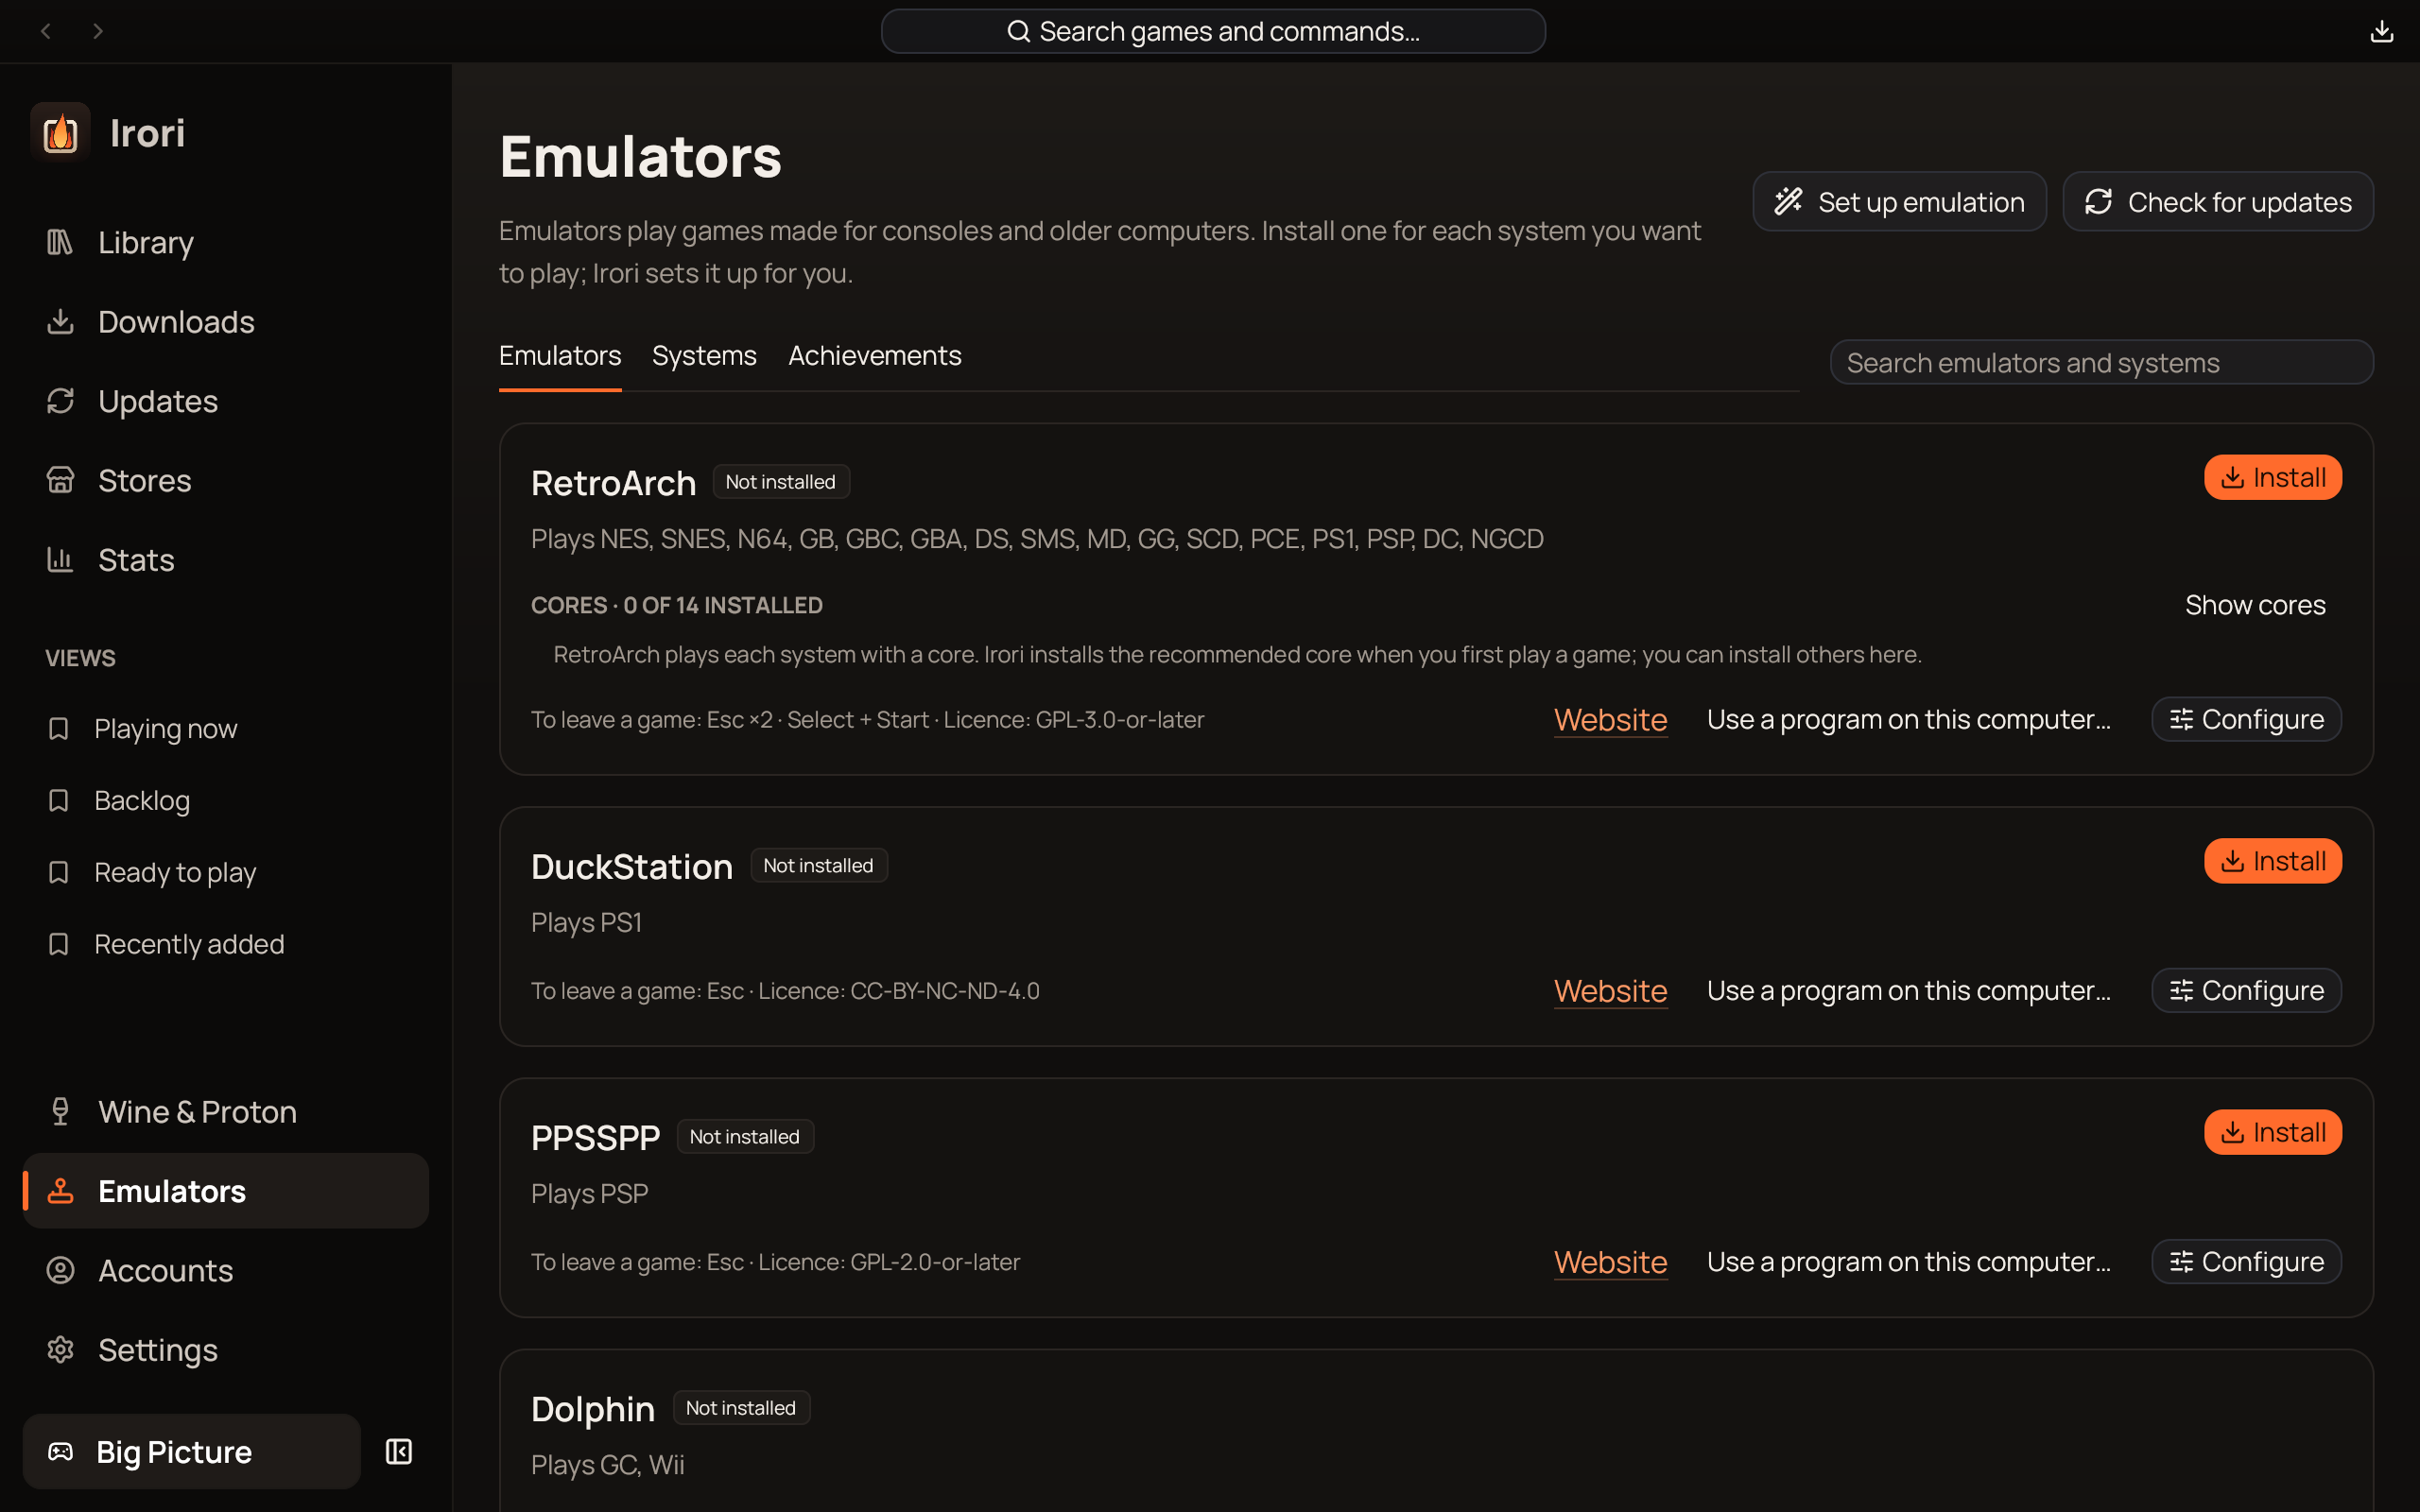 Search games and commands...
Irori
Library
Downloads
Updates
Stores
Stats
VIEWS
Playing now
Backlog
Ready to play
Recently added
Wine & Proton
Emulators
Accounts
Settings
Big Picture
Emulators
Emulators play games made for consoles and older computers. Install one for each system you want
to play; Irori sets it up for you.
Set up emulation
Check for updates
Emulators Systems Achievements
Search emulators and systems
RetroArch Not installed
Install
Plays NES, SNES, N64, GB, GBC, GBA, DS, SMS, MD, GG, SCD, PCE, PS1, PSP, DC, NGCD
CORES · 0 OF 14 INSTALLED
Show cores
RetroArch plays each system with a core. Irori installs the recommended core when you first play a game; you can install others here.
To leave a game: Esc ×2 · Select + Start · Licence: GPL-3.0-or-later
Website Use a program on this computer... Configure
DuckStation Not installed
Install
Plays PS1
To leave a game: Esc · Licence: CC-BY-NC-ND-4.0
Website Use a program on this computer... Configure
PPSSPP Not installed
Install
Plays PSP
To leave a game: Esc · Licence: GPL-2.0-or-later
Website Use a program on this computer... Configure
Dolphin Not installed
Plays GC, Wii